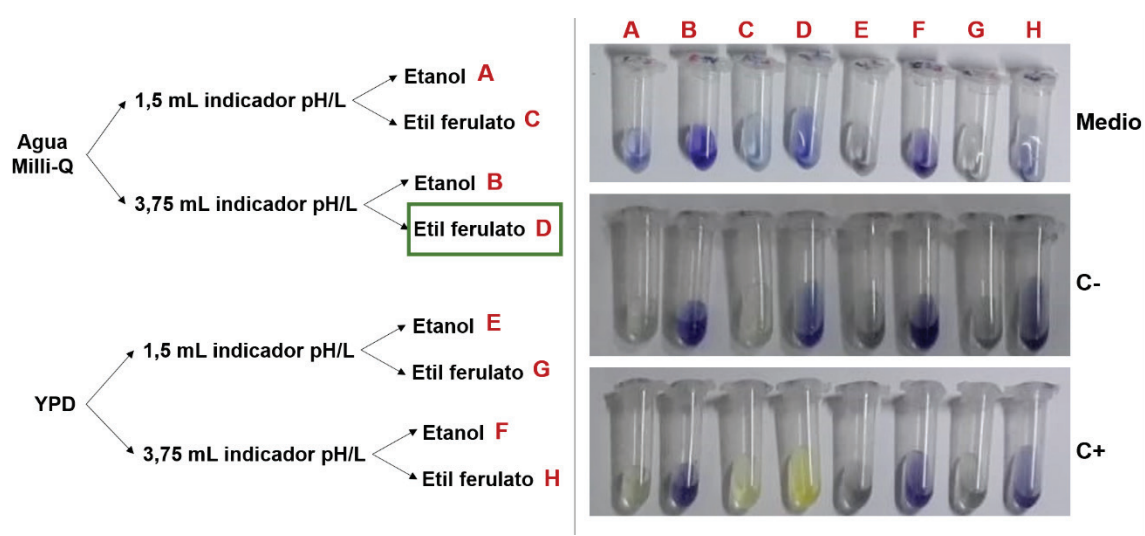 Agua
Milli-Q
1,5 mL indicador pH/L
Etanol A
Etil ferulato C
3,75 mL indicador pH/L
Etanol B
Etil ferulato D
YPD
1,5 mL indicador pH/L
Etanol E
Etil ferulato G
3,75 mL indicador pH/L
Etanol F
Etil ferulato H
A B C D E F G H
Medio
C-
C+